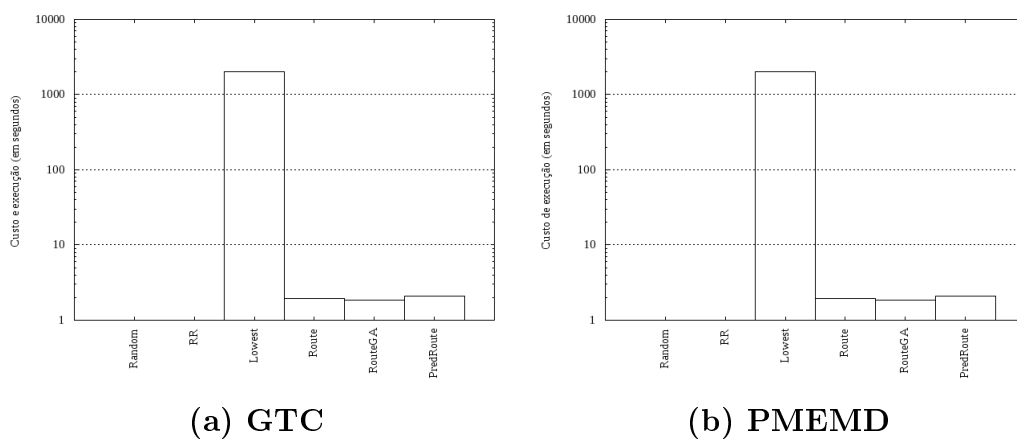 10000
1000
100
10
1
Custo e execução (em segundos)
Random
RR
Lowest
Route
RouteGA
PredRoute
(a) GTC
10000
1000
100
10
1
Custo de execução (em segundos)
Random
RR
Lowest
Route
RouteGA
PredRoute
(b) PMEMD